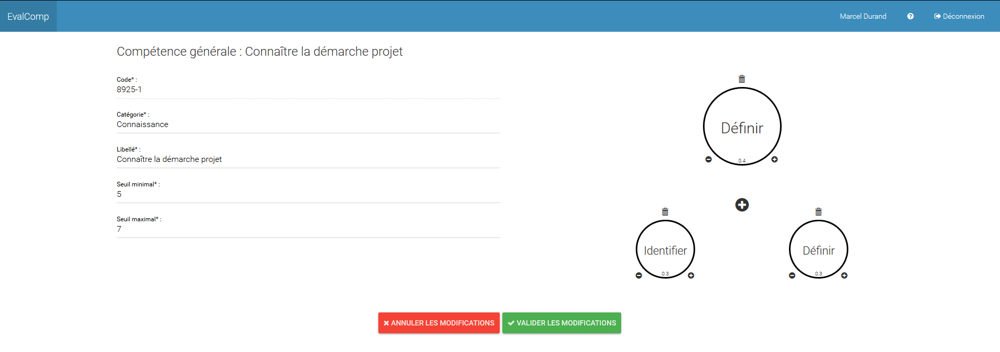 EvalComp
Marcel Durand
Déconnexion
Compétence générale : Connaître la démarche projet
Code* :
8925-1
Catégorie* :
Connaissance
Libellé* :
Connaître la démarche projet
Seuil minimal* :
5
Seuil maximal* :
7
Définir
0.4
Identifier
0.3
Définir
0.3
ANNULER LES MODIFICATIONS
VALIDER LES MODIFICATIONS